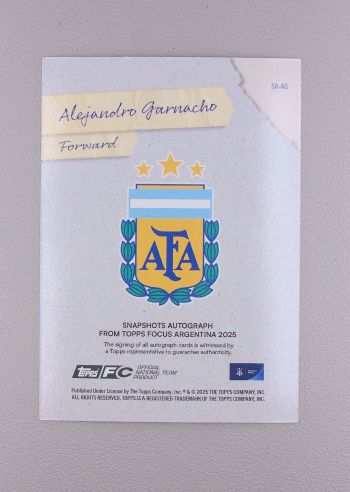 SA-AG
Alejandro Garnacho
Forward
AFA
SNAPSHOTS AUTOGRAPH
FROM TOPPS FOCUS ARGENTINA 2025
The signing of all autograph cards is witnessed by
a Topps representative to guarantee authenticity.
TOPPS FC OFFICIAL NATIONAL TEAM PRODUCT
Published Under License by The Topps Company, Inc. ® & © 2025 THE TOPPS COMPANY, INC.
ALL RIGHTS RESERVED. TOPPS IS A REGISTERED TRADEMARK OF THE TOPPS COMPANY, INC.